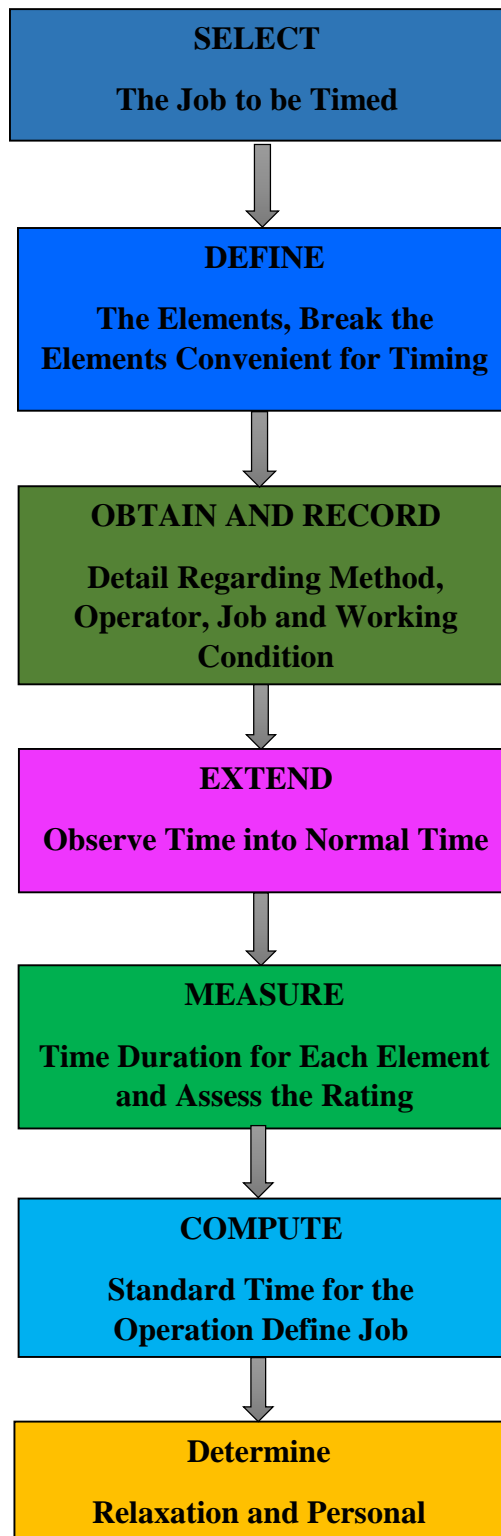 SELECT
The Job to be Timed
DEFINE
The Elements, Break the
Elements Convenient for Timing
OBTAIN AND RECORD
Detail Regarding Method,
Operator, Job and Working
Condition
EXTEND
Observe Time into Normal Time
MEASURE
Time Duration for Each Element
and Assess the Rating
COMPUTE
Standard Time for the
Operation Define Job
Determine
Relaxation and Personal